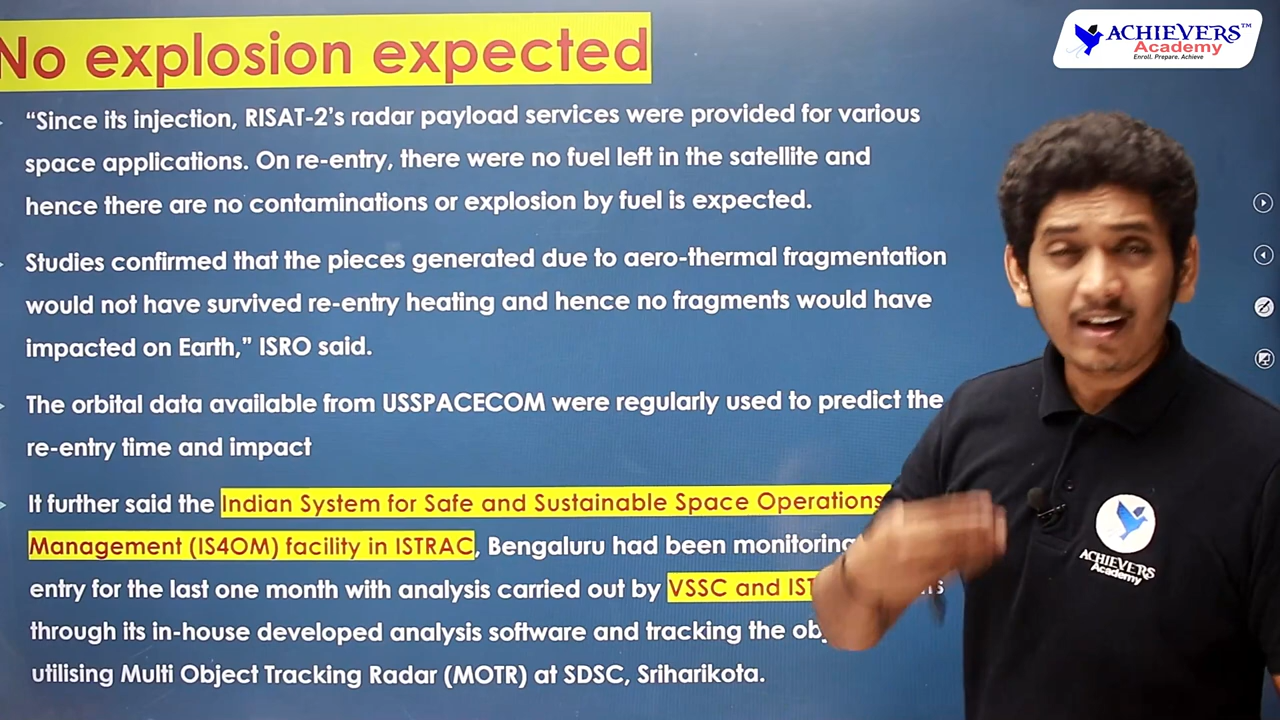 No explosion expected
ACHIEVERS™
Academy
Enroll. Prepare. Achieve
“Since its injection, RISAT-2’s radar payload services were provided for various
space applications. On re-entry, there were no fuel left in the satellite and
hence there are no contaminations or explosion by fuel is expected.
Studies confirmed that the pieces generated due to aero-thermal fragmentation
would not have survived re-entry heating and hence no fragments would have
impacted on Earth,” ISRO said.
The orbital data available from USSPACECOM were regularly used to predict the
re-entry time and impact
It further said the Indian System for Safe and Sustainable Space Operations
Management (IS4OM) facility in ISTRAC, Bengaluru had been monitoring
entry for the last one month with analysis carried out by VSSC and
through its in-house developed analysis software and tracking the
utilising Multi Object Tracking Radar (MOTR) at SDSC, Sriharikota.
ACHIEVERS
Academy